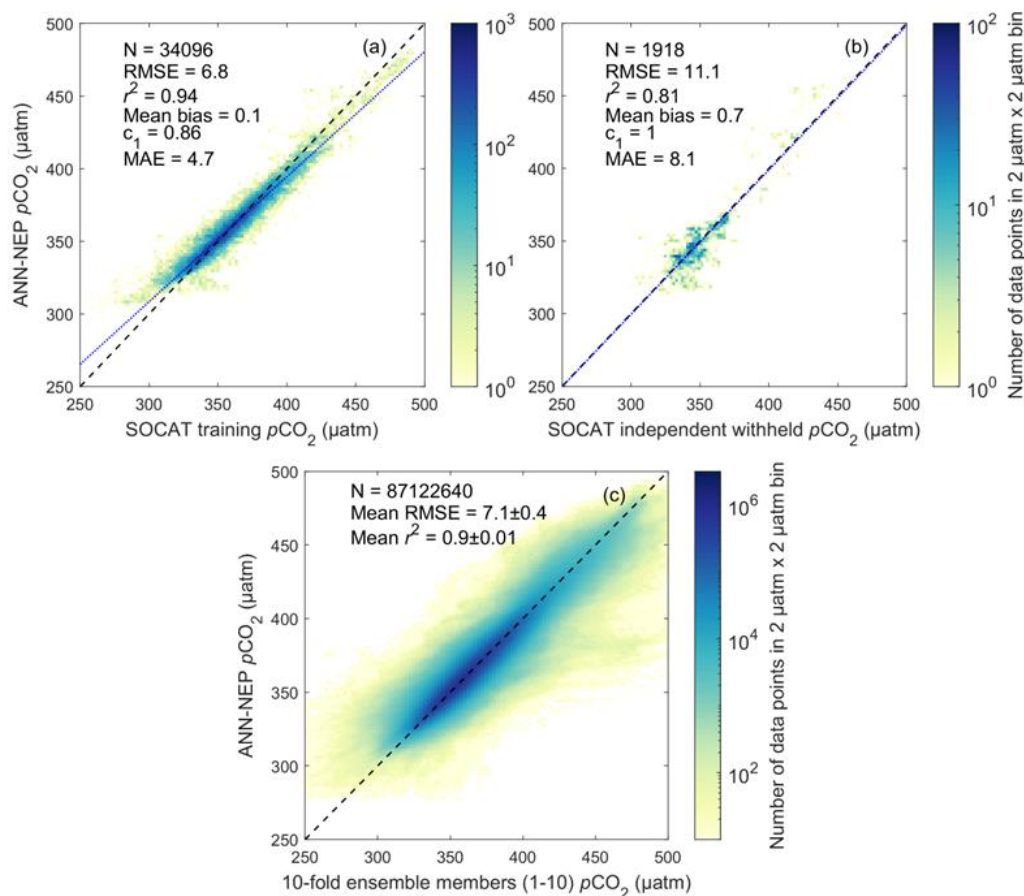 500
450
400
350
300
250
250 300 350 400 450 500
ANN-NEP pCO₂ (µatm)
SOCAT training pCO₂ (µatm)
N = 34096
RMSE = 6.8
r² = 0.94
Mean bias = 0.1
c₁ = 0.86
MAE = 4.7
(a)
10³
10²
10¹
10⁰
500
450
400
350
300
250
250 300 350 400 450 500
SOCAT independent withheld pCO₂ (µatm)
N = 1918
RMSE = 11.1
r² = 0.81
Mean bias = 0.7
c₁ = 1
MAE = 8.1
(b)
10²
10¹
10⁰
Number of data points in 2 µatm x 2 µatm bin
500
450
400
350
300
250
250 300 350 400 450 500
ANN-NEP pCO₂ (µatm)
10-fold ensemble members (1-10) pCO₂ (µatm)
N = 87122640
Mean RMSE = 7.1±0.4
Mean r² = 0.9±0.01
(c)
10⁶
10⁴
10²
Number of data points in 2 µatm x 2 µatm bin